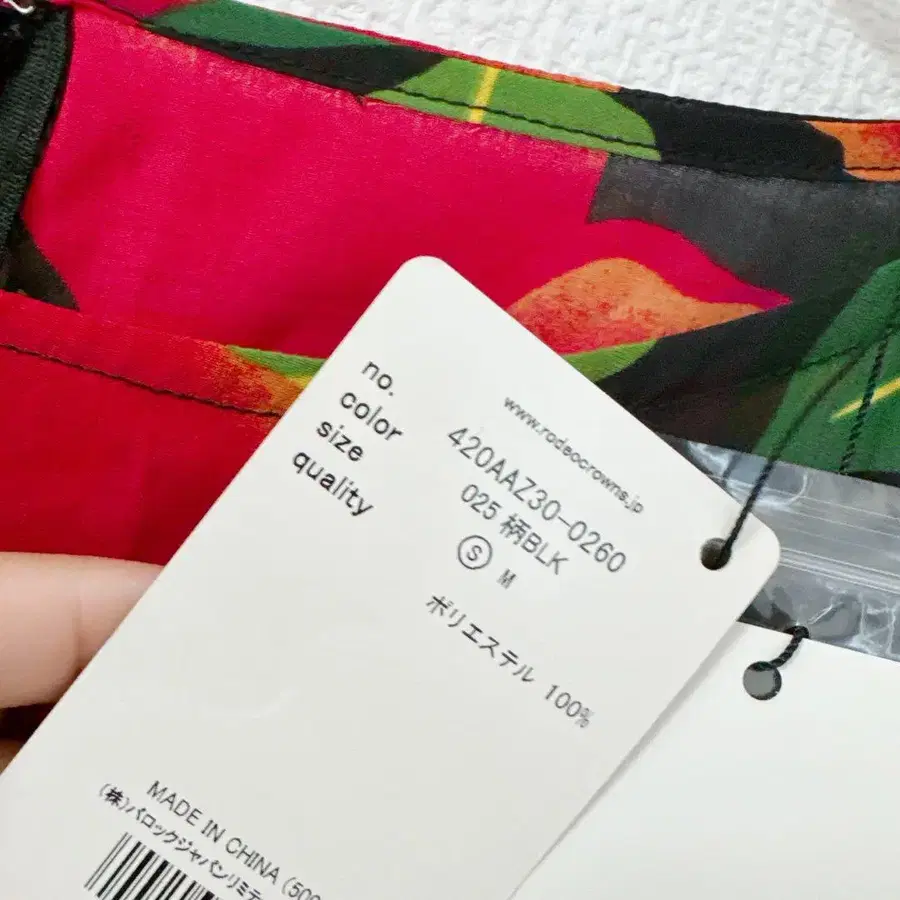 www.rodeocrowns.jp
no. 420AAZ30-0260
color 025 柄BLK
size Ⓢ M
quality ポリエステル 100%
MADE IN CHINA (500
(株)バロックジャパンリミテ